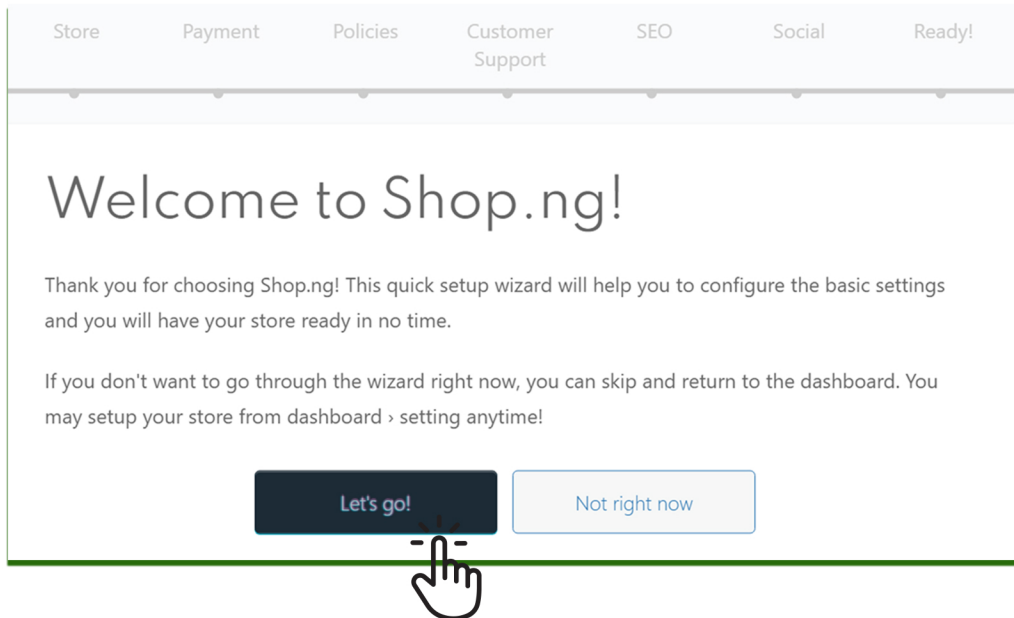 Store Payment Policies Customer Support SEO Social Ready!
Welcome to Shop.ng!
Thank you for choosing Shop.ng! This quick setup wizard will help you to configure the basic settings
and you will have your store ready in no time.
If you don't want to go through the wizard right now, you can skip and return to the dashboard. You
may setup your store from dashboard › setting anytime!
Let's go! Not right now